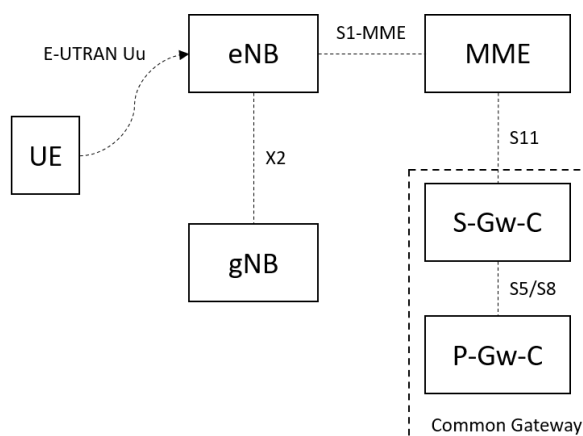 E-UTRAN Uu
eNB
S1-MME
MME
UE
X2
S11
gNB
S-Gw-C
S5/S8
P-Gw-C
Common Gateway